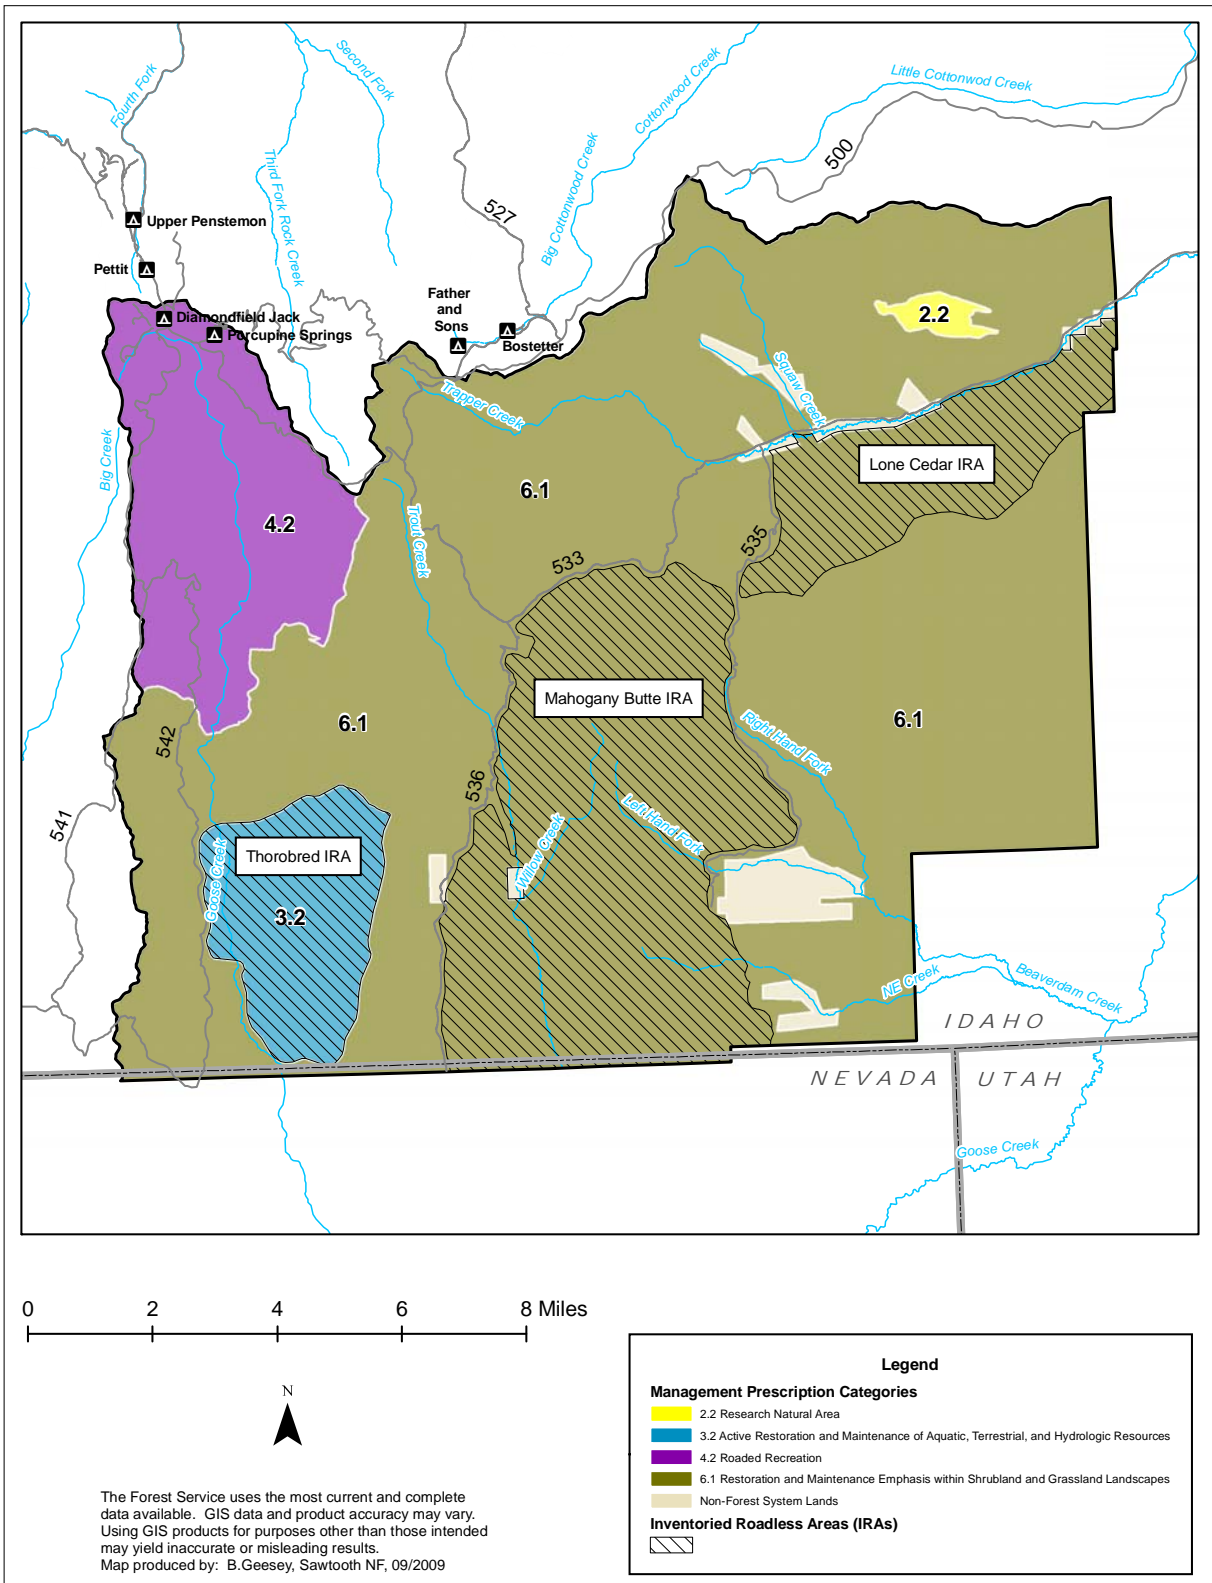 Fourth Fork
Second Fork
Cottonwood Creek
Little Cottonwod Creek
500
Third Fork Rock Creek
Big Cottonwood Creek
527
Upper Penstemon
Pettit
Father
and
Sons
Diamondfield Jack
Porcupine Springs
Bostetter
2.2
Squaw Creek
Trapper Creek
Big Creek
Lone Cedar IRA
6.1
4.2
Trout Creek
535
533
Mahogany Butte IRA
6.1
6.1
542
Right Hand Fork
536
541
Left Hand Fork
Willow Creek
Thorobred IRA
Goose Creek
3.2
NE Creek
Beaverdam Creek
IDAHO
NEVADA
UTAH
Goose Creek
0 2 4 6 8 Miles
N
The Forest Service uses the most current and complete
data available. GIS data and product accuracy may vary.
Using GIS products for purposes other than those intended
may yield inaccurate or misleading results.
Map produced by: B.Geesey, Sawtooth NF, 09/2009
Legend
Management Prescription Categories
2.2 Research Natural Area
3.2 Active Restoration and Maintenance of Aquatic, Terrestrial, and Hydrologic Resources
4.2 Roaded Recreation
6.1 Restoration and Maintenance Emphasis within Shrubland and Grassland Landscapes
Non-Forest System Lands
Inventoried Roadless Areas (IRAs)